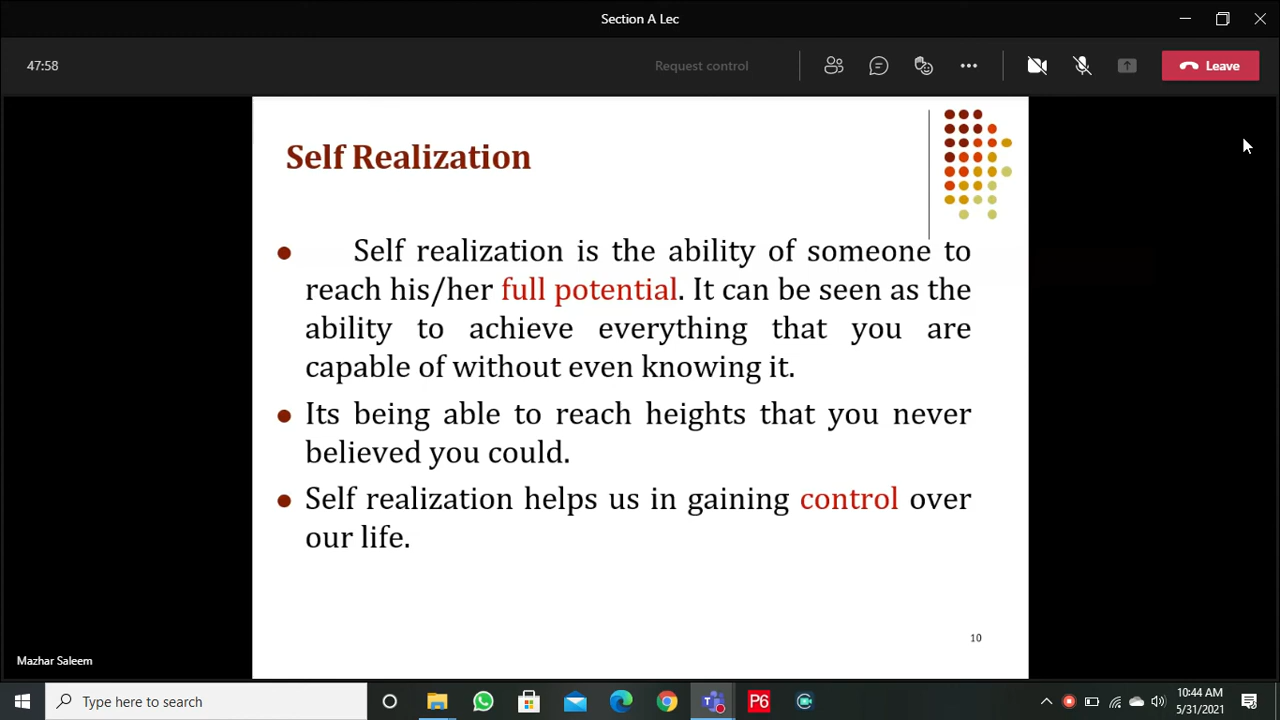 Section A Lec
47:58
Request control
Leave
Self Realization
Self realization is the ability of someone to
reach his/her full potential. It can be seen as the
ability to achieve everything that you are
capable of without even knowing it.
Its being able to reach heights that you never
believed you could.
Self realization helps us in gaining control over
our life.
10
Mazhar Saleem
Type here to search
P6
10:44 AM
5/31/2021